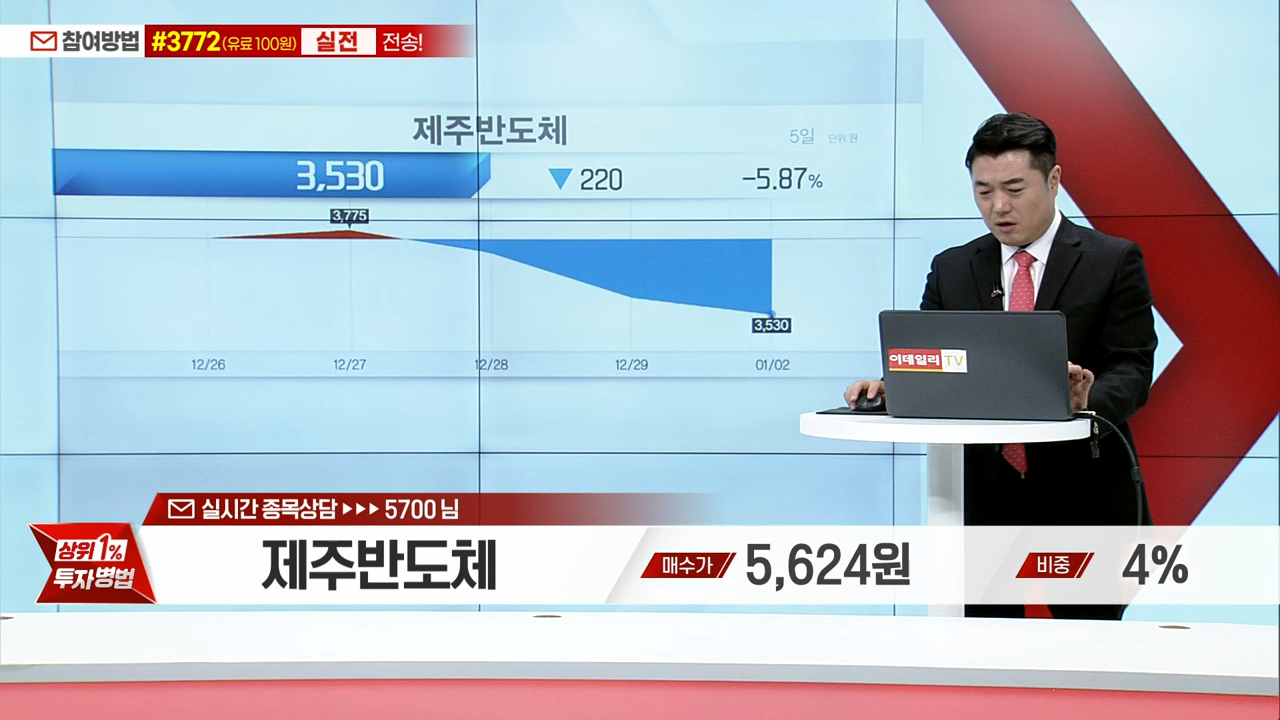 참여방법 #3772 (유료 100원) 실전 전송!
제주반도체
5일 단위:원
3,530 ▼ 220 -5.87%
3,775
3,530
12/26 12/27 12/28 12/29 01/02
이데일리 TV
실시간 종목상담 ▶▶▶ 5700 님
상위 1%
투자병법
제주반도체 매수가 5,624원 비중 4%